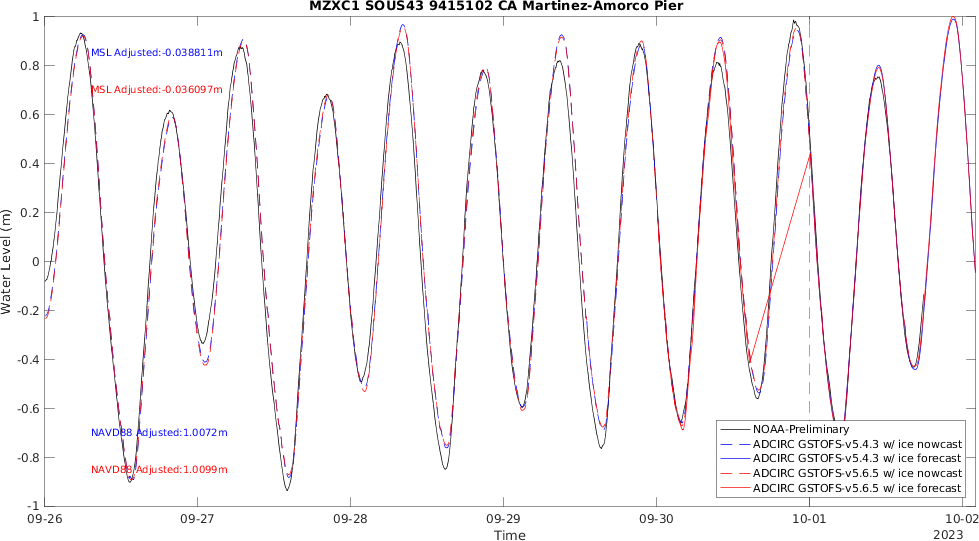 MZXC1 SOUS43 9415102 CA Martinez-Amorco Pier
1
0.8
0.6
0.4
0.2
0
-0.2
-0.4
-0.6
-0.8
-1
Water Level (m)
MSL Adjusted:-0.038811m
MSL Adjusted:-0.036097m
NAVD88 Adjusted:1.0072m
NAVD88 Adjusted:1.0099m
NOAA-Preliminary
ADCIRC GSTOFS-v5.4.3 w/ ice nowcast
ADCIRC GSTOFS-v5.4.3 w/ ice forecast
ADCIRC GSTOFS-v5.6.5 w/ ice nowcast
ADCIRC GSTOFS-v5.6.5 w/ ice forecast
09-26 09-27 09-28 09-29 09-30 10-01 10-02
Time
2023